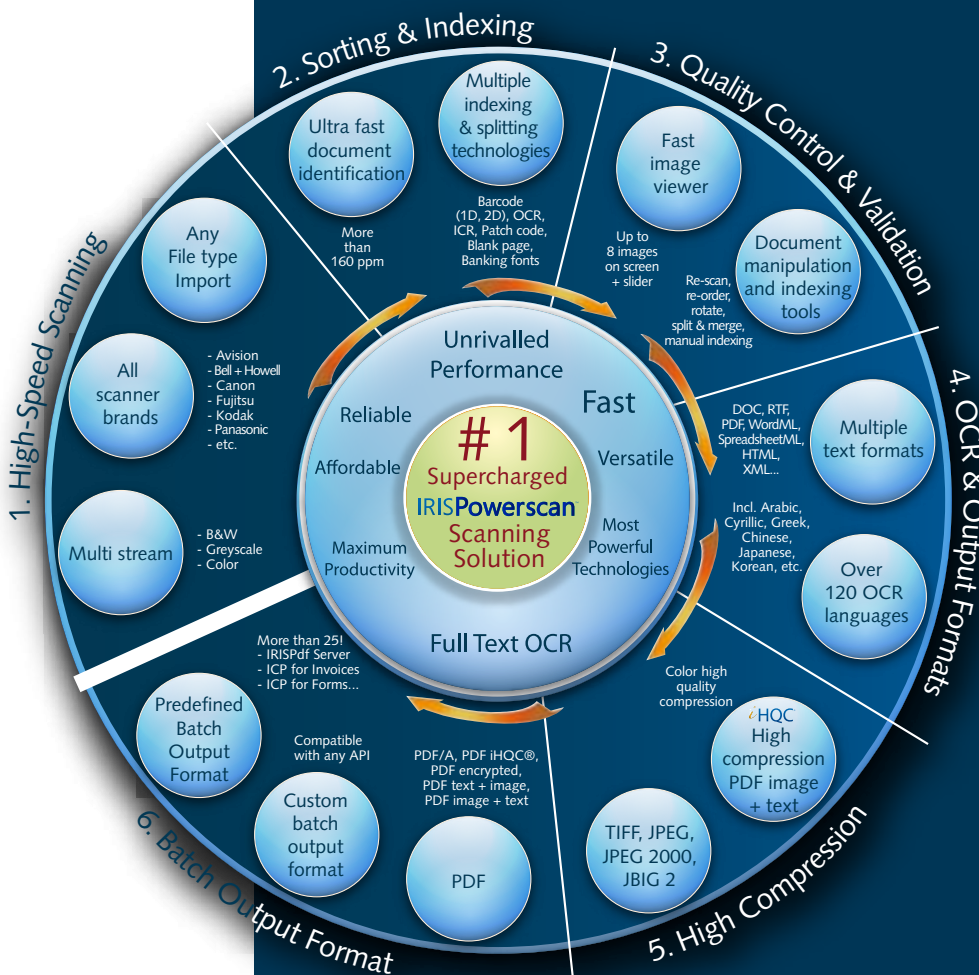 1. High-Speed Scanning
Any
File type
Import
All
scanner
brands
- Avision
- Bell + Howell
- Canon
- Fujitsu
- Kodak
- Panasonic
- etc.
Multi stream
- B&W
- Greyscale
- Color
2. Sorting & Indexing
Ultra fast
document
identification
More
than
160 ppm
Multiple
indexing
& splitting
technologies
Barcode
(1D, 2D), OCR,
ICR, Patch code,
Blank page,
Banking fonts
3. Quality Control & Validation
Fast
image
viewer
Up to
8 images
on screen
+ slider
Document
manipulation
and indexing
tools
Re-scan,
re-order,
rotate,
split & merge,
manual indexing
4. OCR & Output Formats
Multiple
text formats
DOC, RTF,
PDF, WordML,
SpreadsheetML,
HTML,
XML...
Over
120 OCR
languages
Incl. Arabic,
Cyrillic, Greek,
Chinese,
Japanese,
Korean, etc.
5. High Compression
Color high
quality
compression
iHQC
High
compression
PDF image
+ text
TIFF, JPEG,
JPEG 2000,
JBIG 2
6. Batch Output Format
PDF/A, PDF iHQC®,
PDF encrypted,
PDF text + image,
PDF image + text
PDF
Compatible
with any API
Custom
batch
output
format
More than 25!
- IRISPdf Server
- ICP for Invoices
- ICP for Forms...
Predefined
Batch
Output
Format
Unrivalled
Performance
Reliable
Fast
Affordable
Versatile
Maximum
Productivity
Most
Powerful
Technologies
Full Text OCR
# 1
Supercharged
IRISPowerscan™
Scanning
Solution